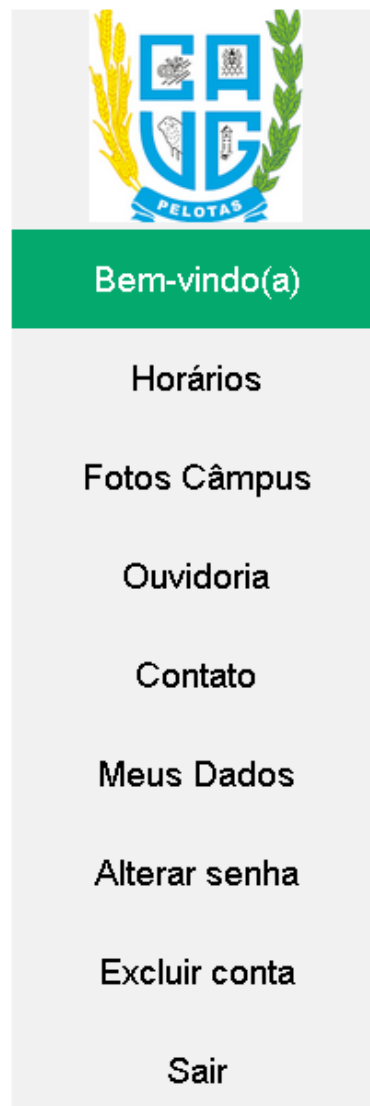 CA
VG
PELOTAS
Bem-vindo(a)
Horários
Fotos Câmpus
Ouvidoria
Contato
Meus Dados
Alterar senha
Excluir conta
Sair